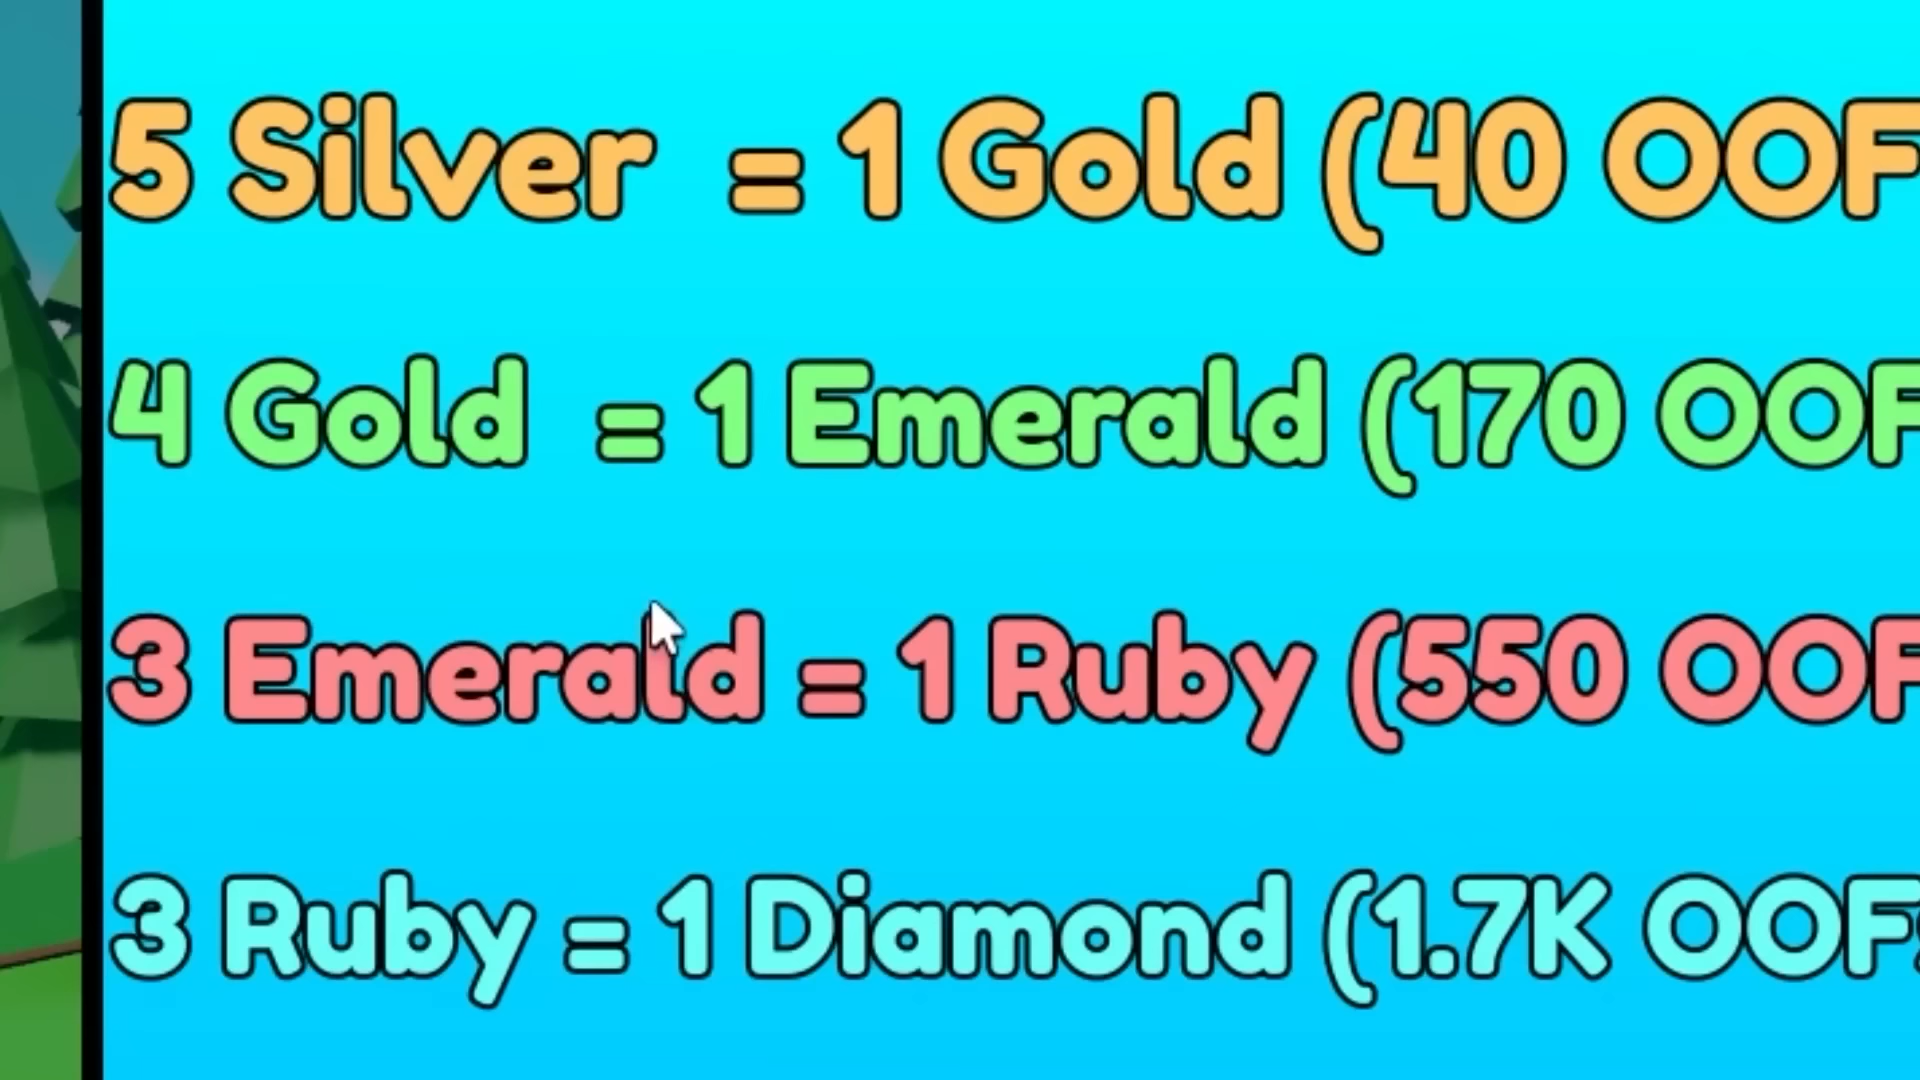 5 Silver = 1 Gold (40 OOF
4 Gold = 1 Emerald (170 OOF
3 Emerald = 1 Ruby (550 OOF
3 Ruby = 1 Diamond (1.7K OOF